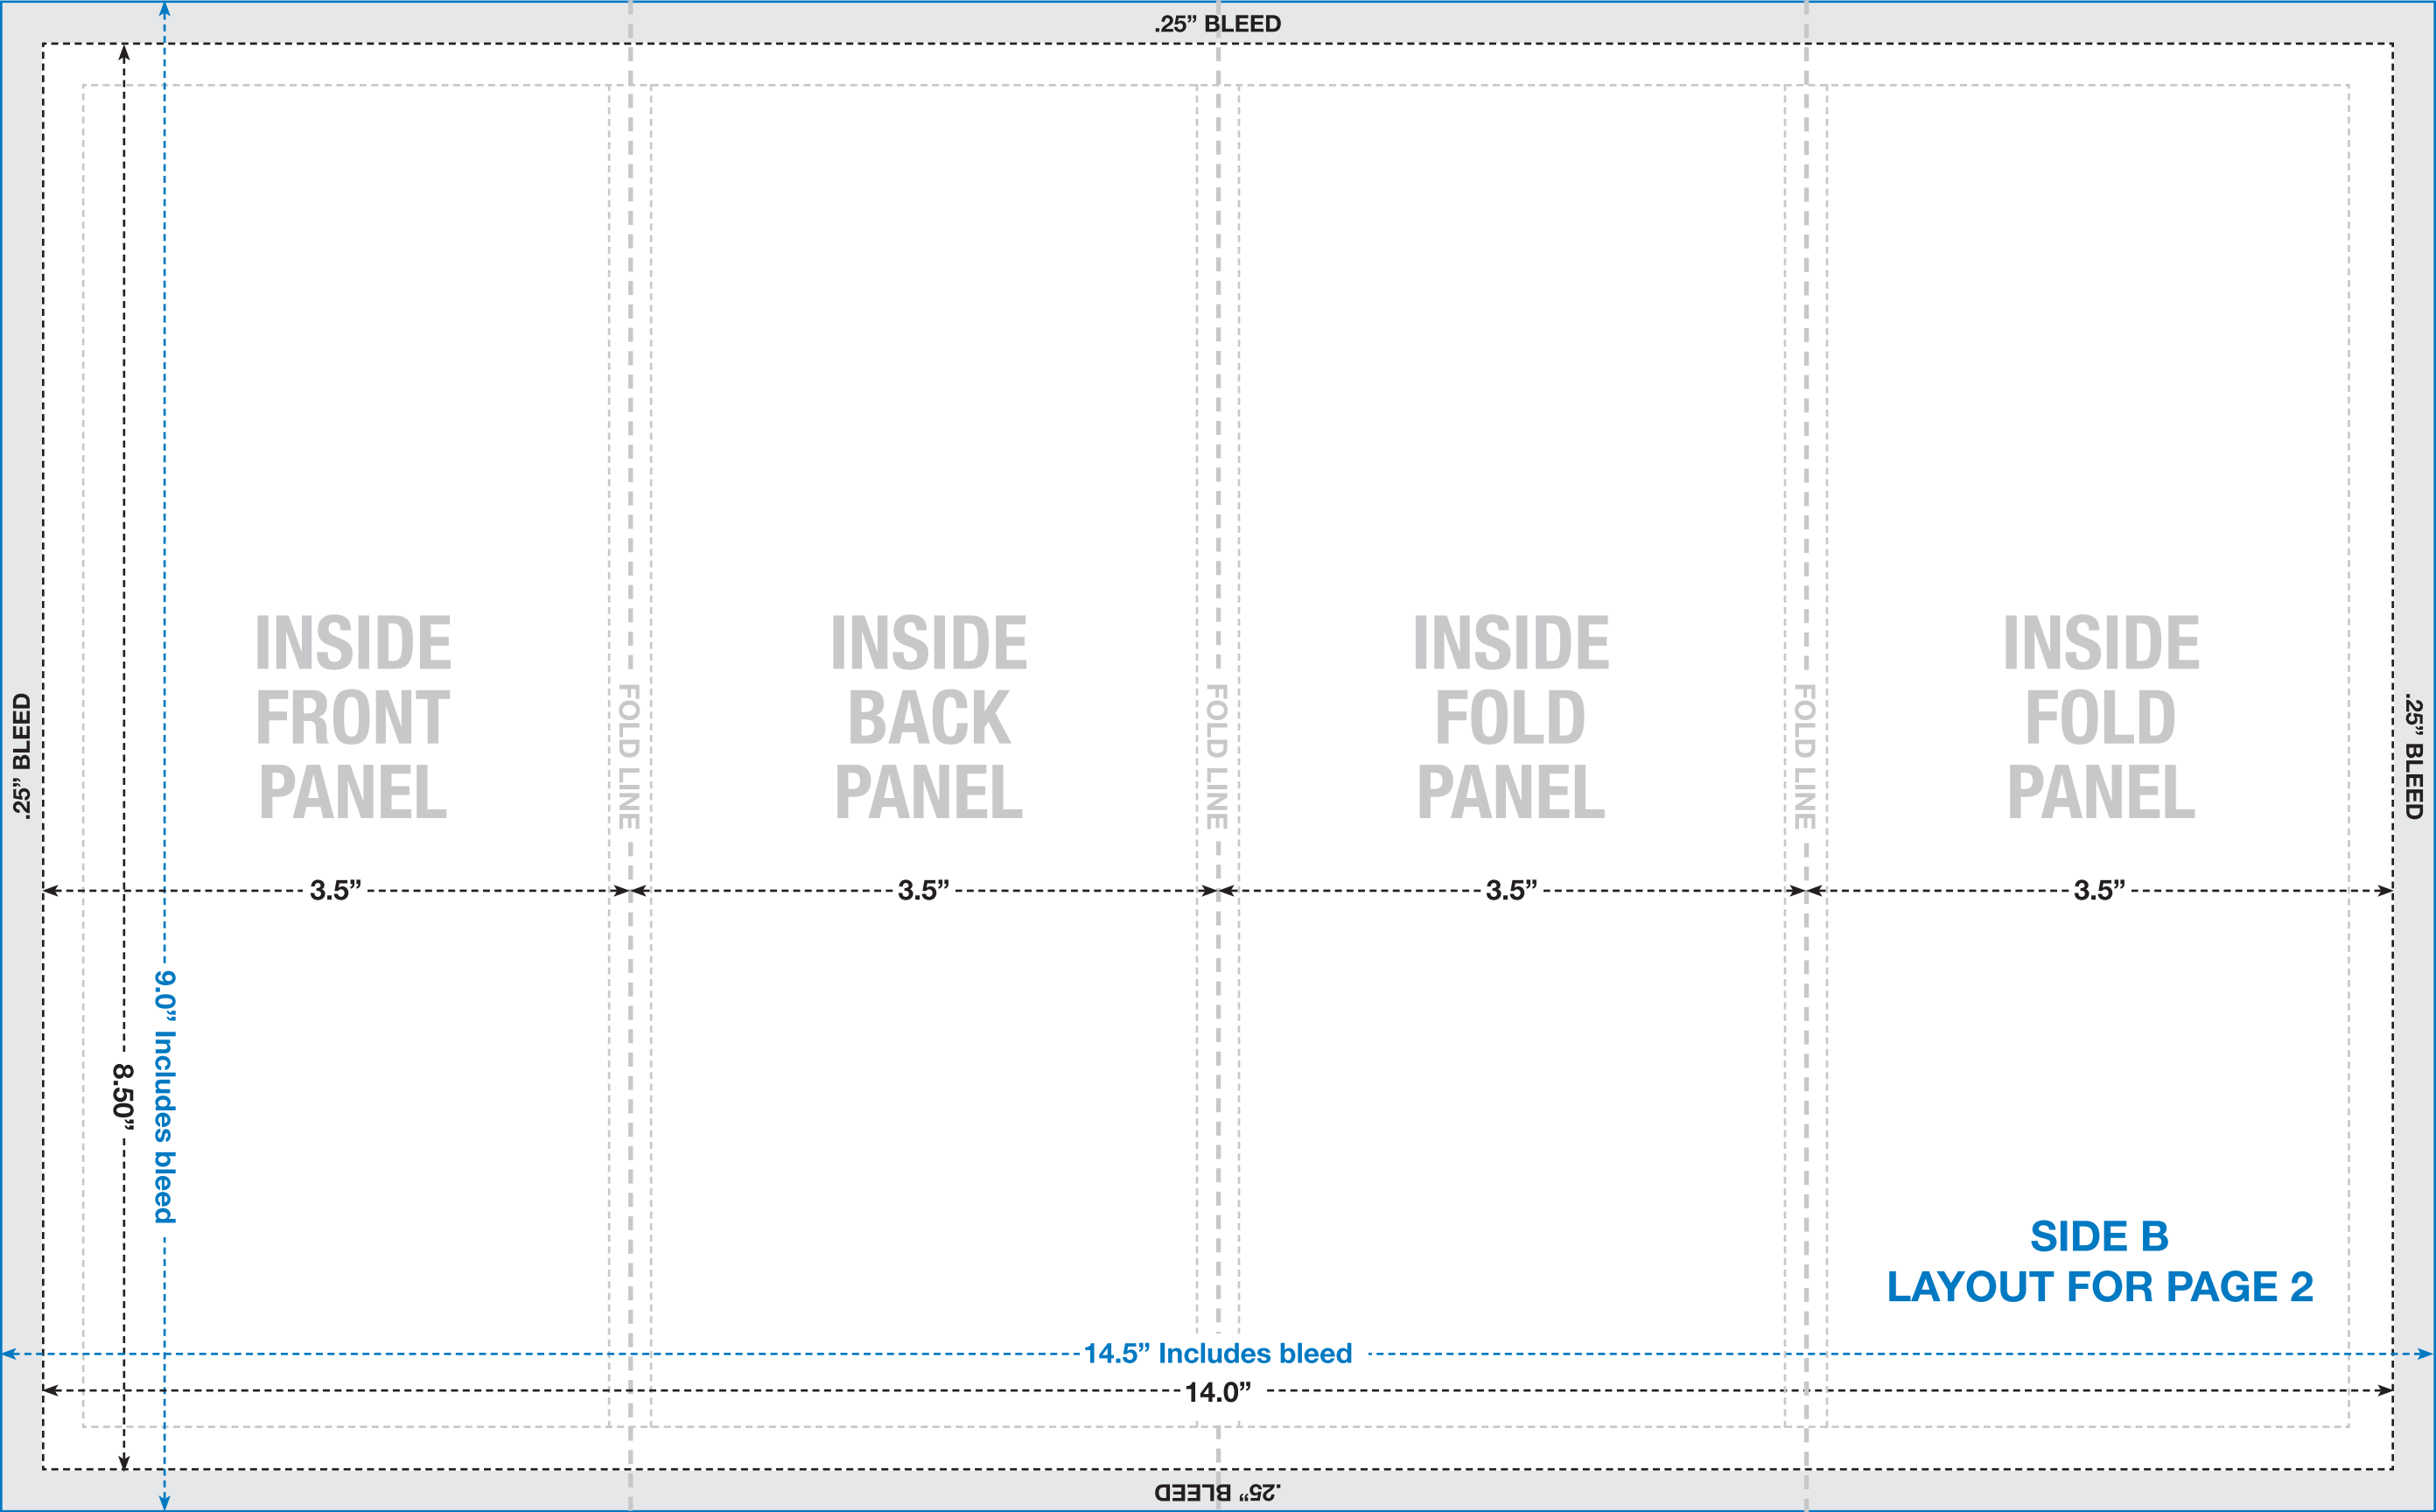 .25” BLEED
INSIDE
FRONT
PANEL
INSIDE
BACK
PANEL
INSIDE
FOLD
PANEL
INSIDE
FOLD
PANEL
FOLD LINE
FOLD LINE
FOLD LINE
.25” BLEED
.25” BLEED
3.5”
3.5”
3.5”
3.5”
9.0” Includes bleed
8.50”
SIDE B
LAYOUT FOR PAGE 2
14.5” Includes bleed
14.0”
.25” BLEED